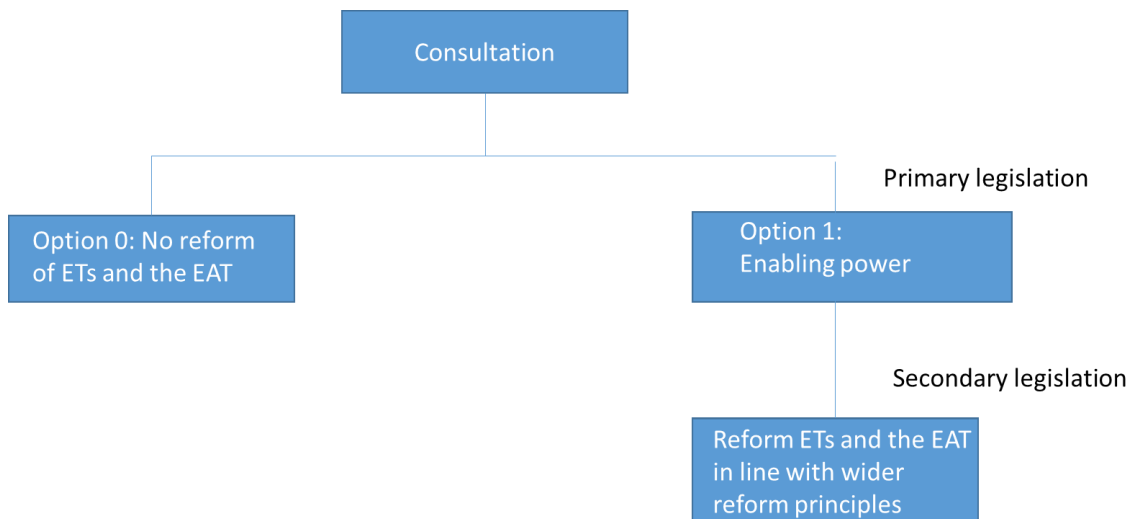 Consultation
Primary legislation
Option 0: No reform
of ETs and the EAT
Option 1:
Enabling power
Secondary legislation
Reform ETs and the EAT
in line with wider
reform principles